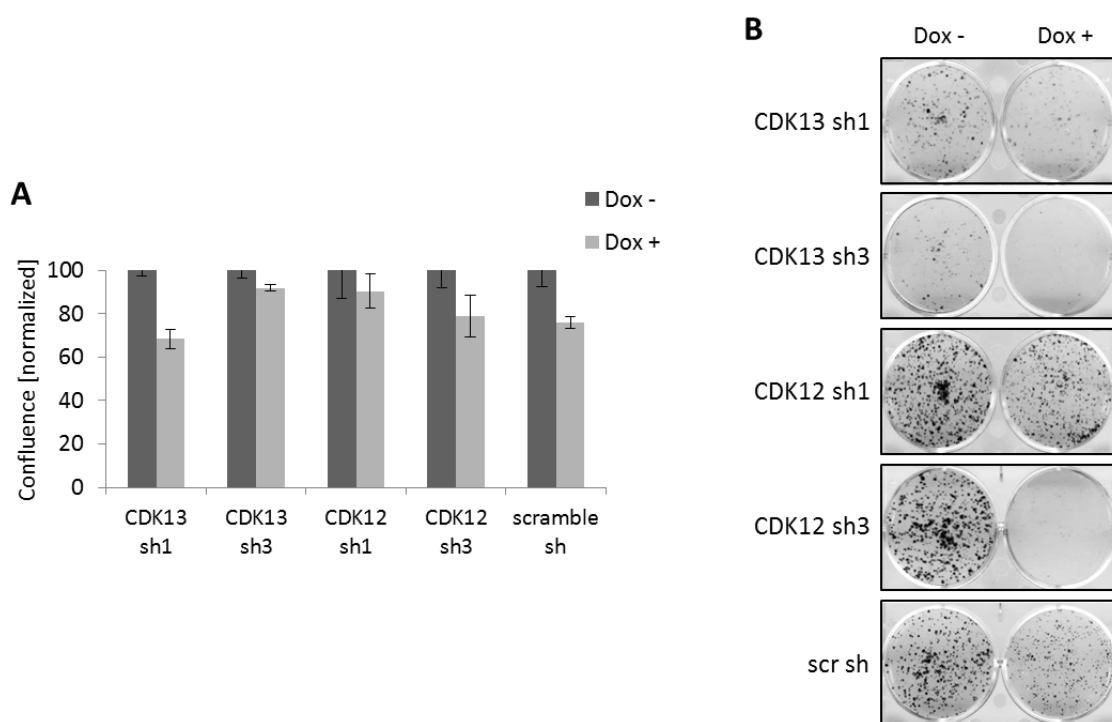 A
Dox -
Dox +
Confluence [normalized]
100
80
60
40
20
0
CDK13
sh1
CDK13
sh3
CDK12
sh1
CDK12
sh3
scramble
sh
B
Dox -
Dox +
CDK13 sh1
CDK13 sh3
CDK12 sh1
CDK12 sh3
scr sh